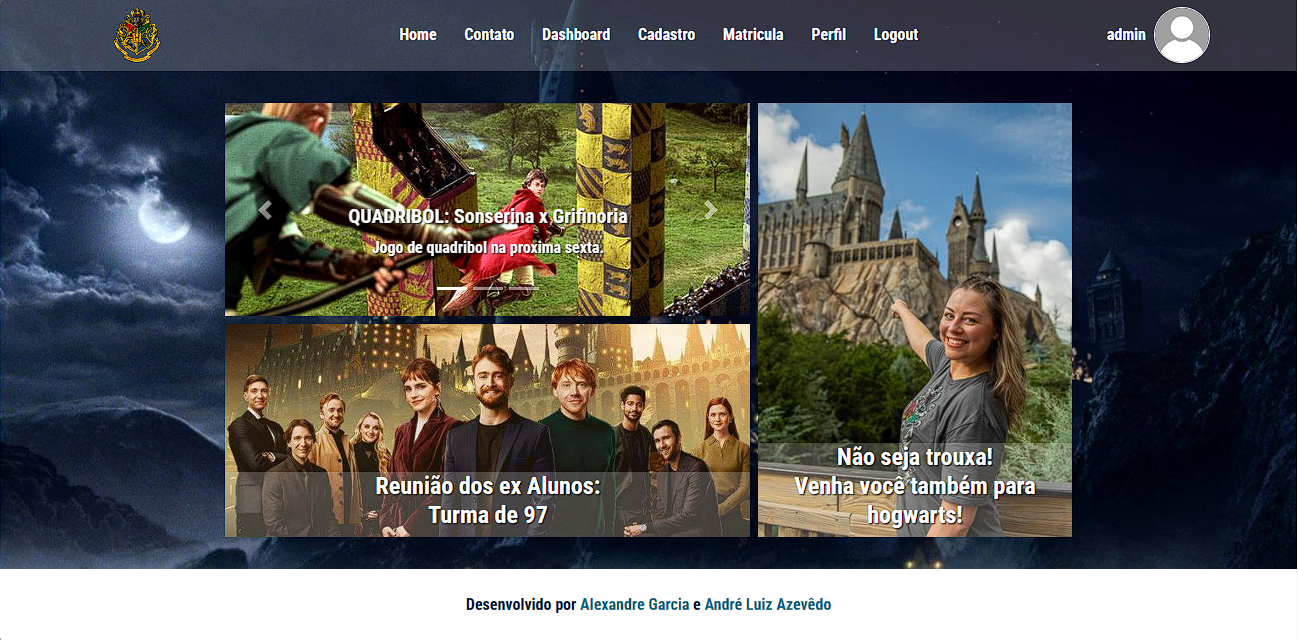 Home Contato Dashboard Cadastro Matricula Perfil Logout admin
QUADRIBOL: Sonserina x Grifinoria
Jogo de quadribol na proxima sexta.
Reunião dos ex Alunos:
Turma de 97
Não seja trouxa!
Venha você também para
hogwarts!
Desenvolvido por Alexandre Garcia e André Luiz Azevêdo